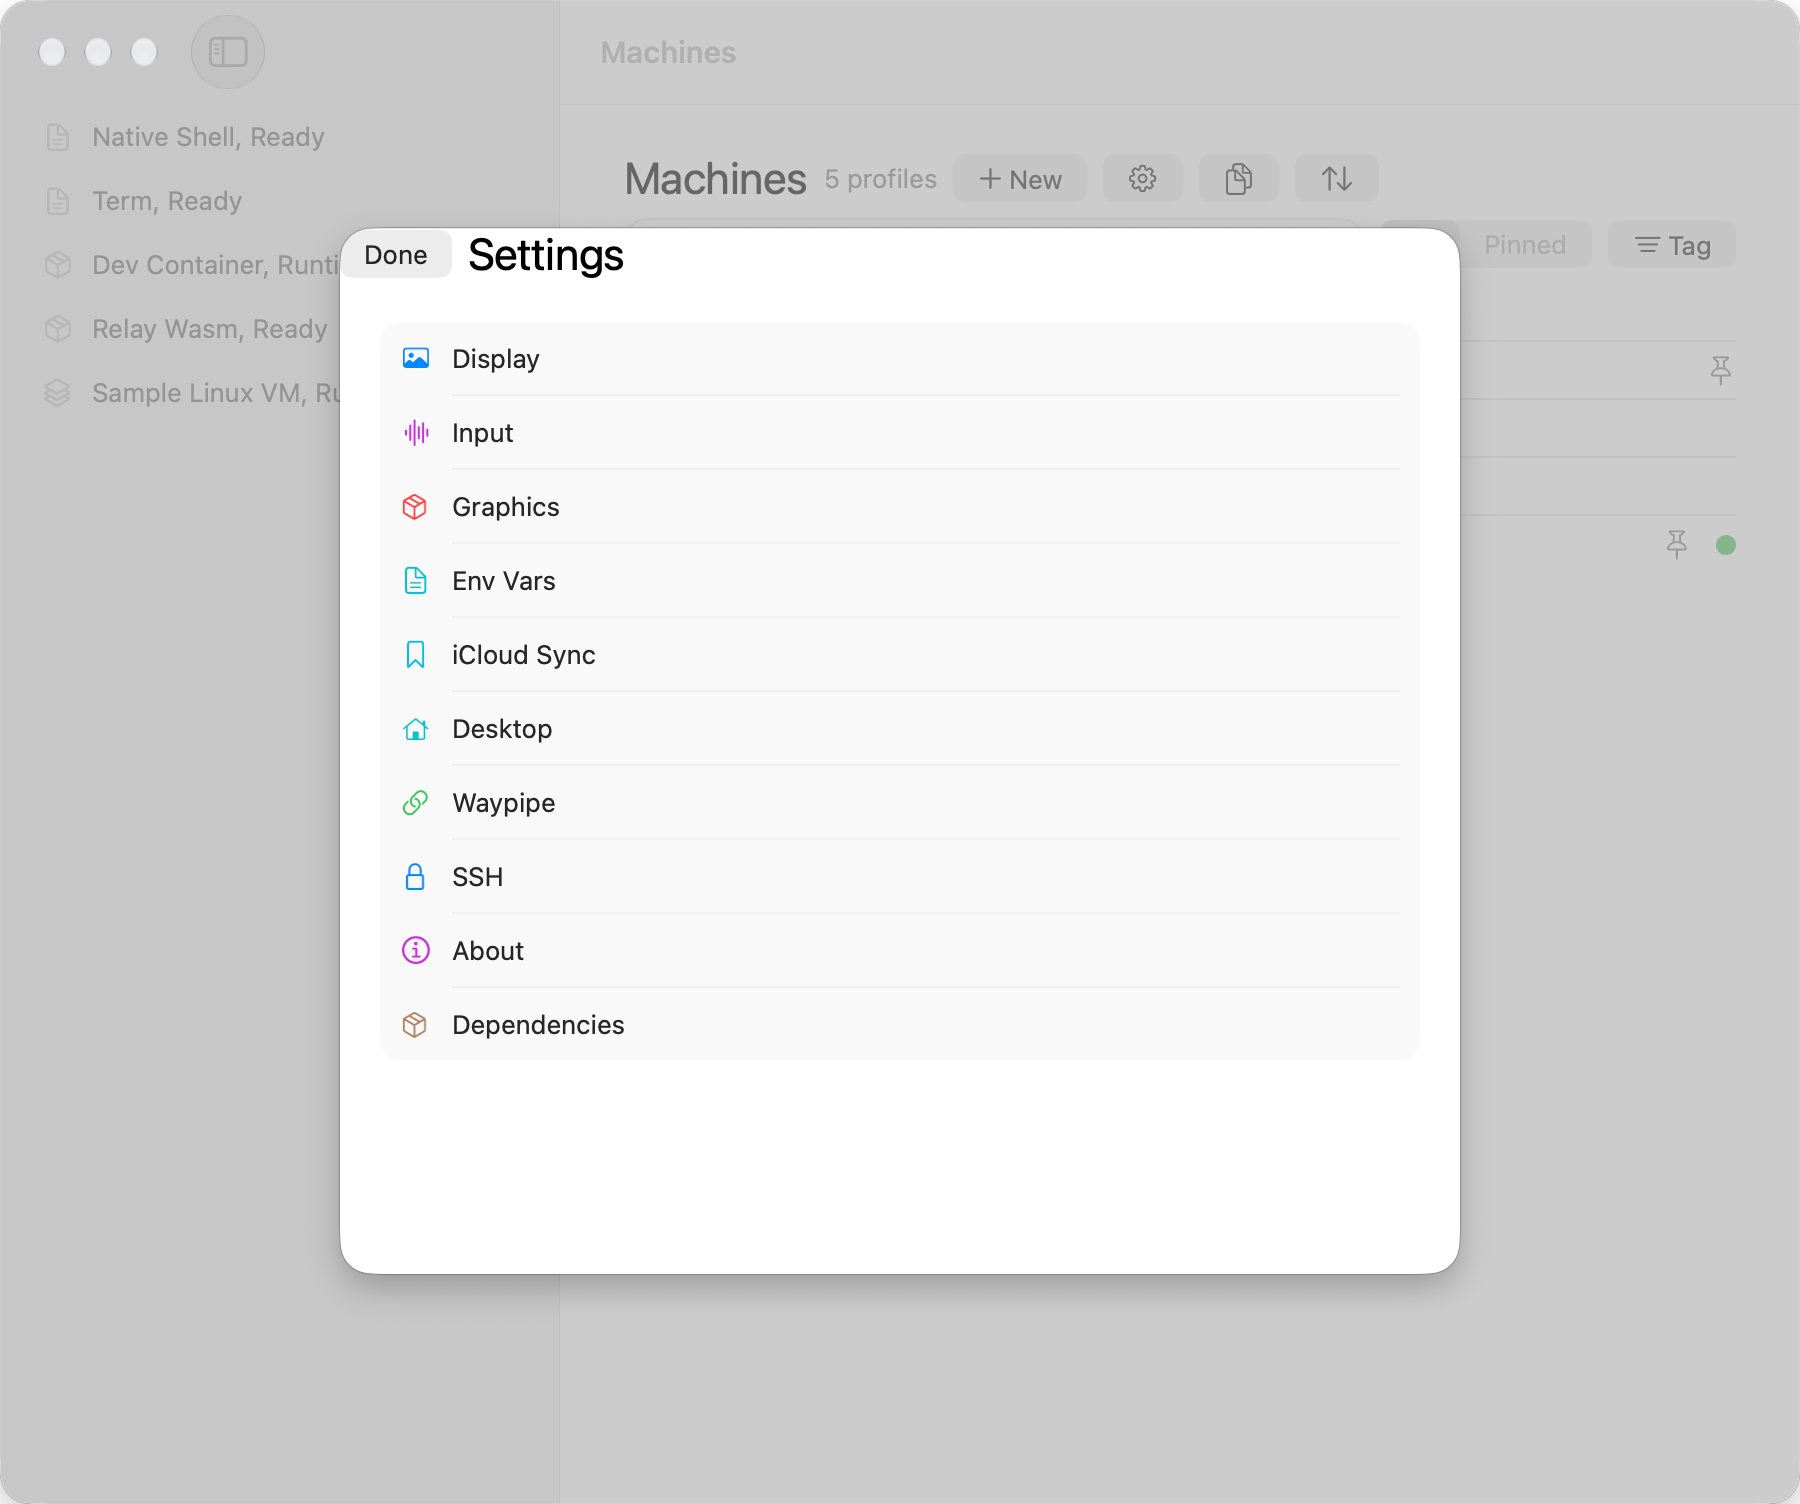 Machines
Native Shell, Ready
Term, Ready
Dev Container, Runti
Relay Wasm, Ready
Sample Linux VM, Ru
Machines 5 profiles + New
Pinned Tag
Done Settings
Display
Input
Graphics
Env Vars
iCloud Sync
Desktop
Waypipe
SSH
About
Dependencies